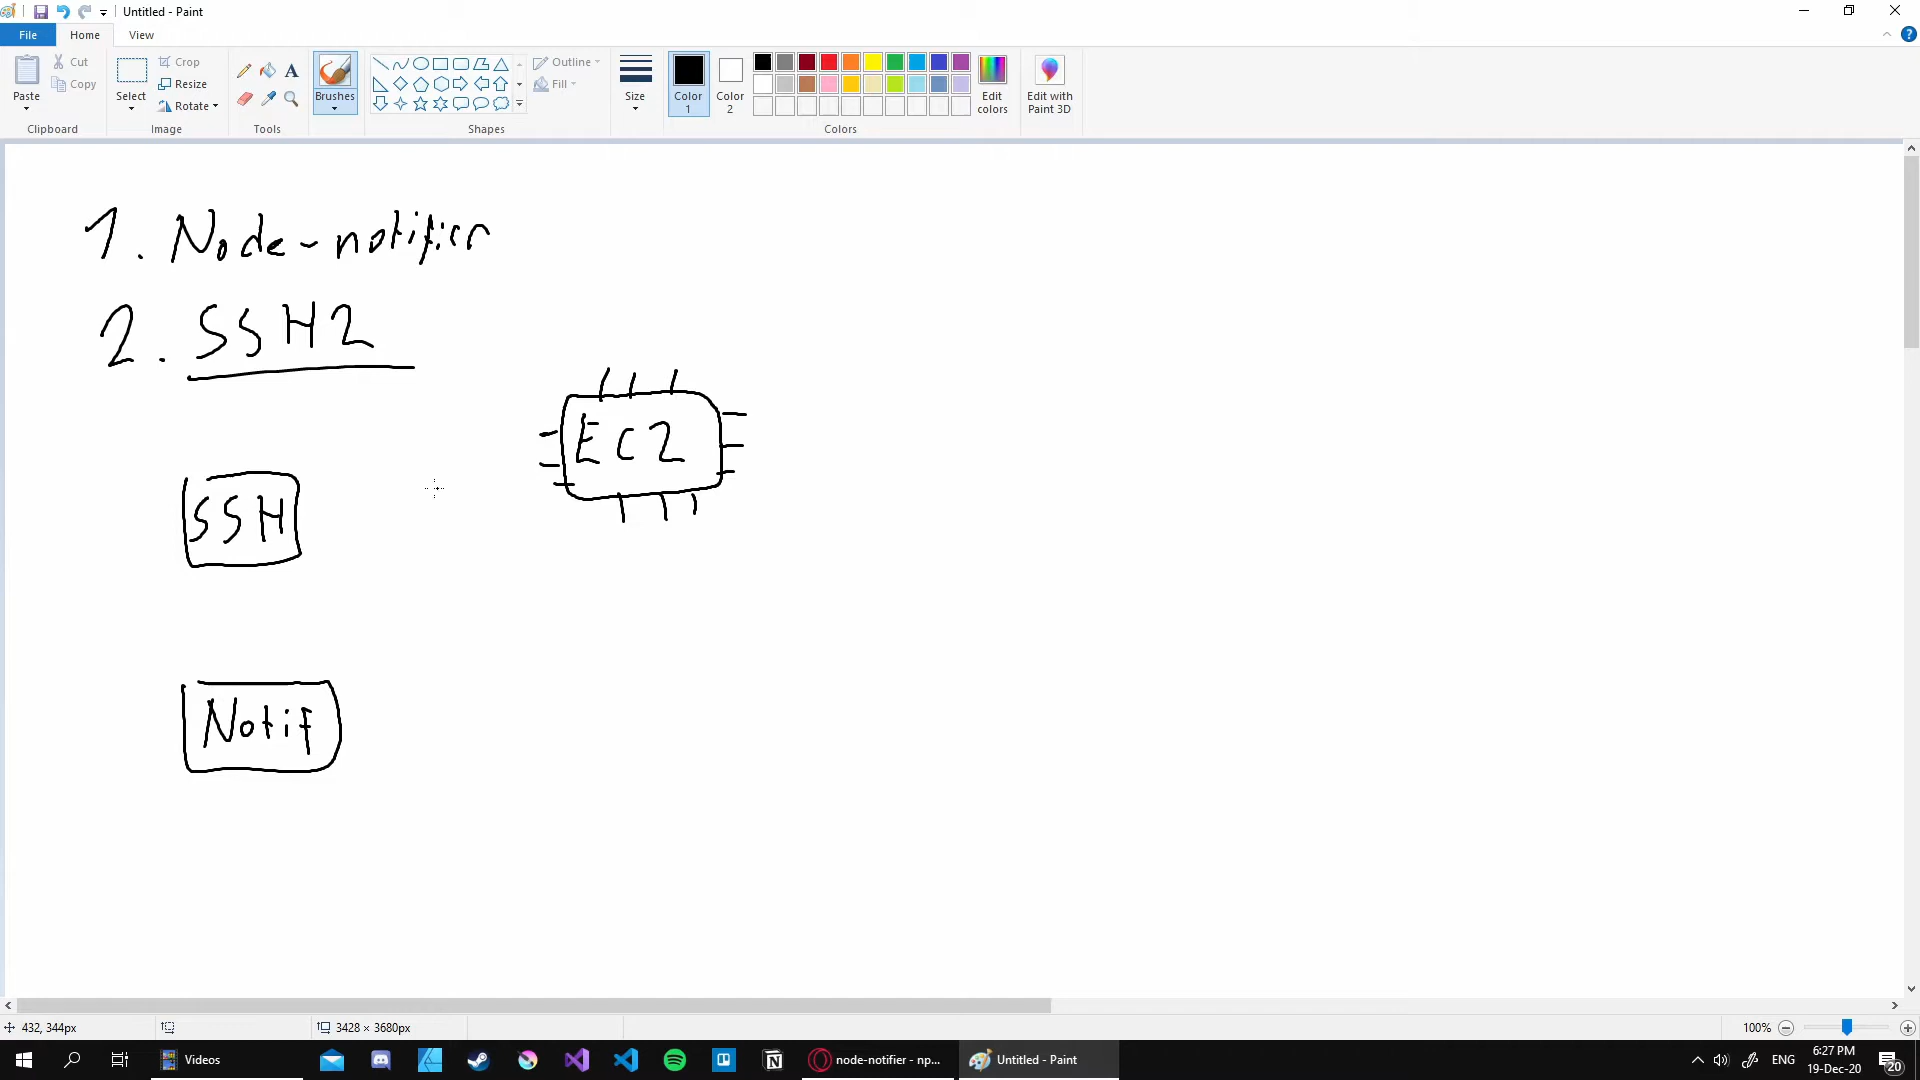 Untitled - Paint
File
Home
View
Paste
Cut
Copy
Clipboard
Select
Crop
Resize
Rotate
Image
Tools
Brushes
Shapes
Outline
Fill
Size
Color
1
Color
2
Edit
colors
Edit with
Paint 3D
Colors
1. Node-notifier
2. SSH2
EC2
SSH
Notif
432, 344px
3428 × 3680px
100%
Videos
node-notifier - np...
Untitled - Paint
ENG
6:27 PM
19-Dec-20
20